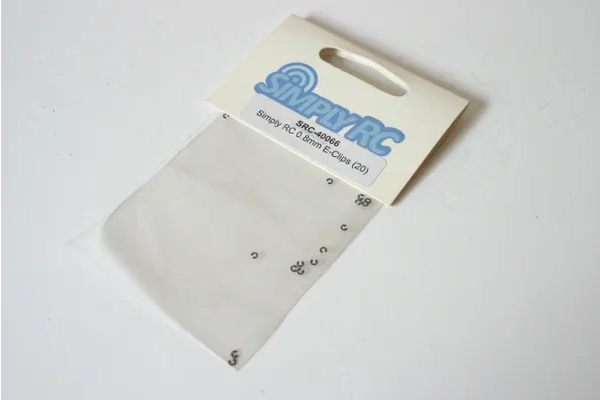 SiMPLY RC
SRC-40066
Simply RC 0.8mm E-Clips (20)